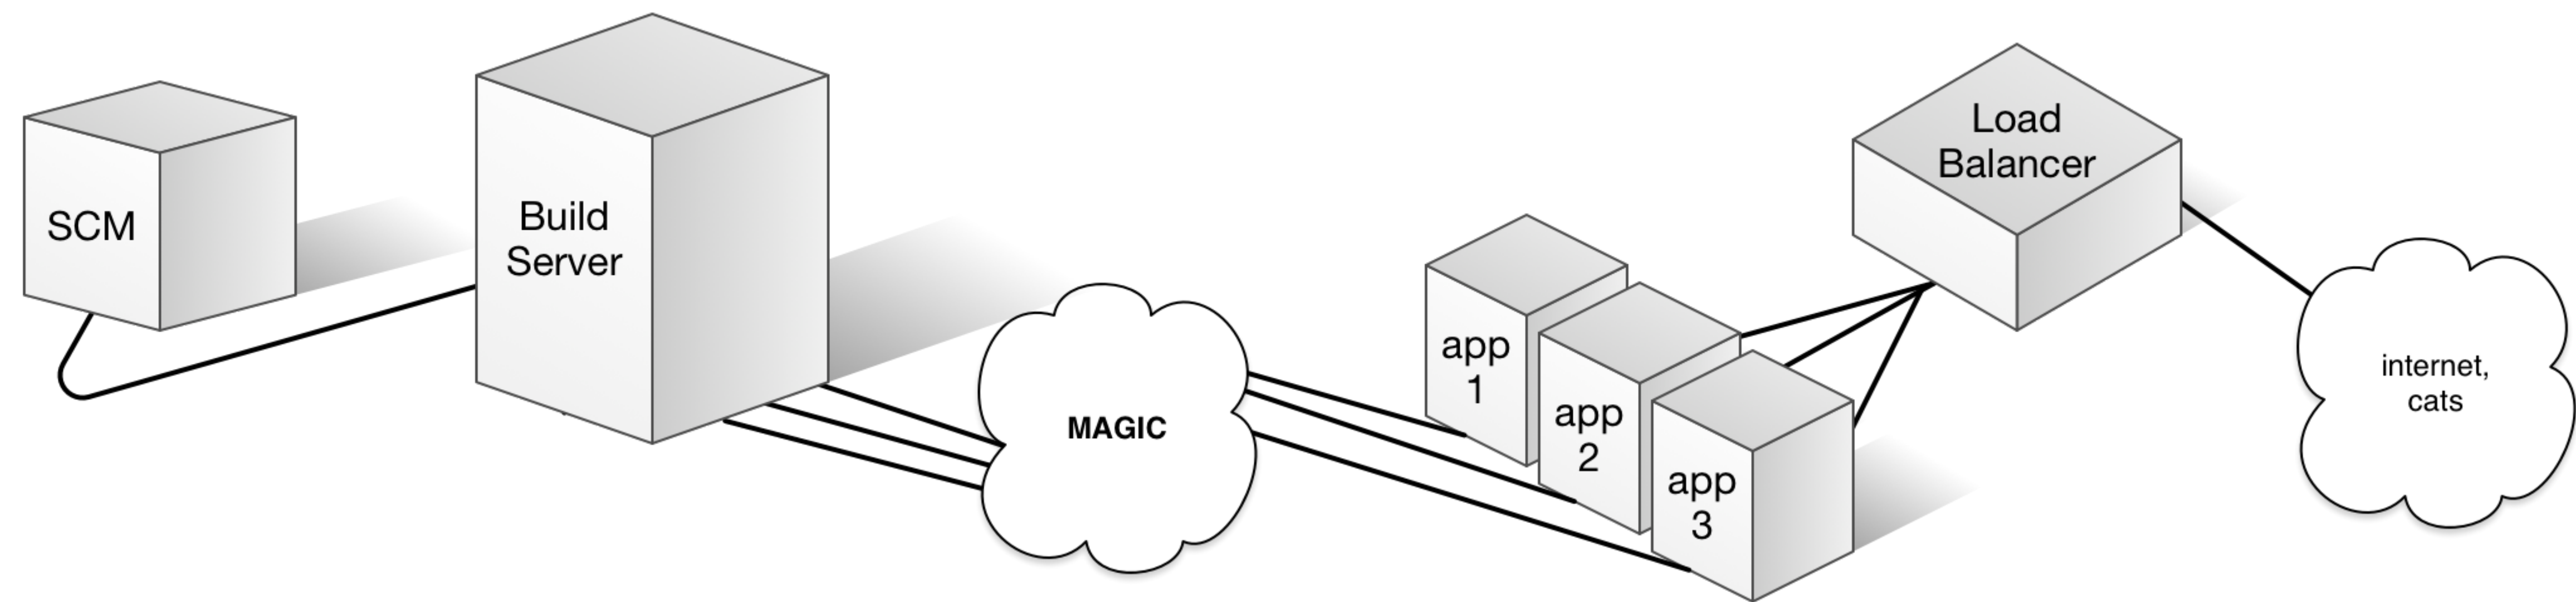 SCM
Build
Server
MAGIC
app
1
app
2
app
3
Load
Balancer
internet,
cats